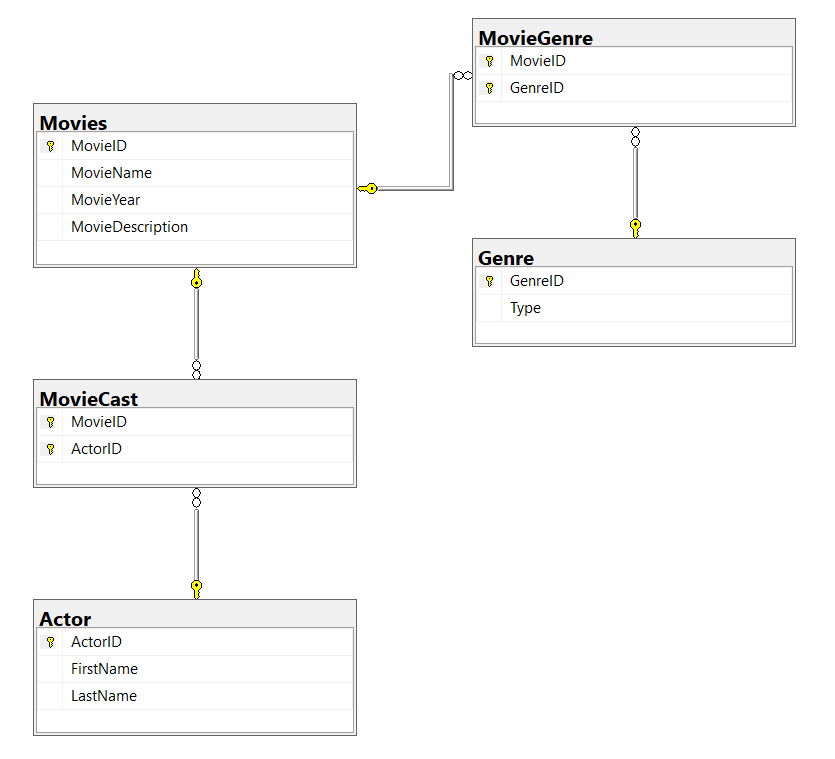 Movies
MovieID
MovieName
MovieYear
MovieDescription
MovieGenre
MovieID
GenreID
Genre
GenreID
Type
MovieCast
MovieID
ActorID
Actor
ActorID
FirstName
LastName